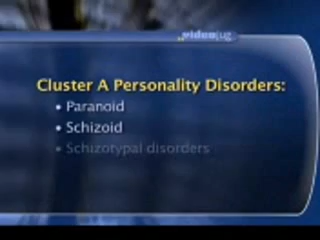 videojug
Cluster A Personality Disorders:
• Paranoid
• Schizoid
• Schizotypal disorders